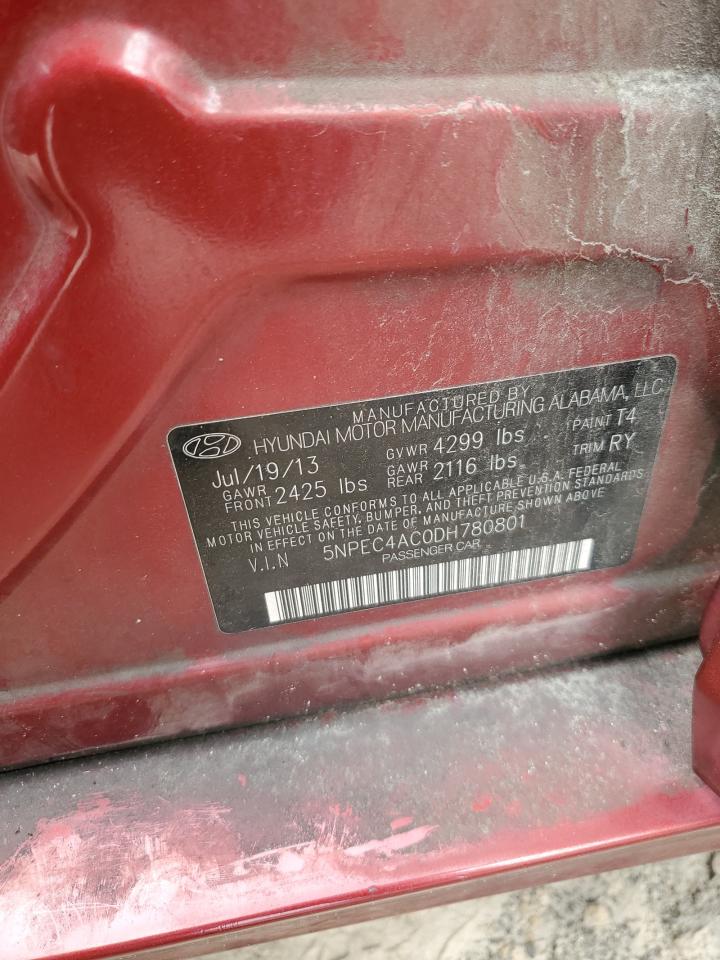 MANUFACTURED BY
HYUNDAI MOTOR MANUFACTURING ALABAMA, LLC
Jul/19/13 GVWR 4299 lbs PAINT T4
GAWR FRONT 2425 lbs GAWR REAR 2116 lbs TRIM RY
THIS VEHICLE CONFORMS TO ALL APPLICABLE U.S.A. FEDERAL
MOTOR VEHICLE SAFETY, BUMPER, AND THEFT PREVENTION STANDARDS
IN EFFECT ON THE DATE OF MANUFACTURE SHOWN ABOVE
V.I.N 5NPEC4AC0DH780801
PASSENGER CAR